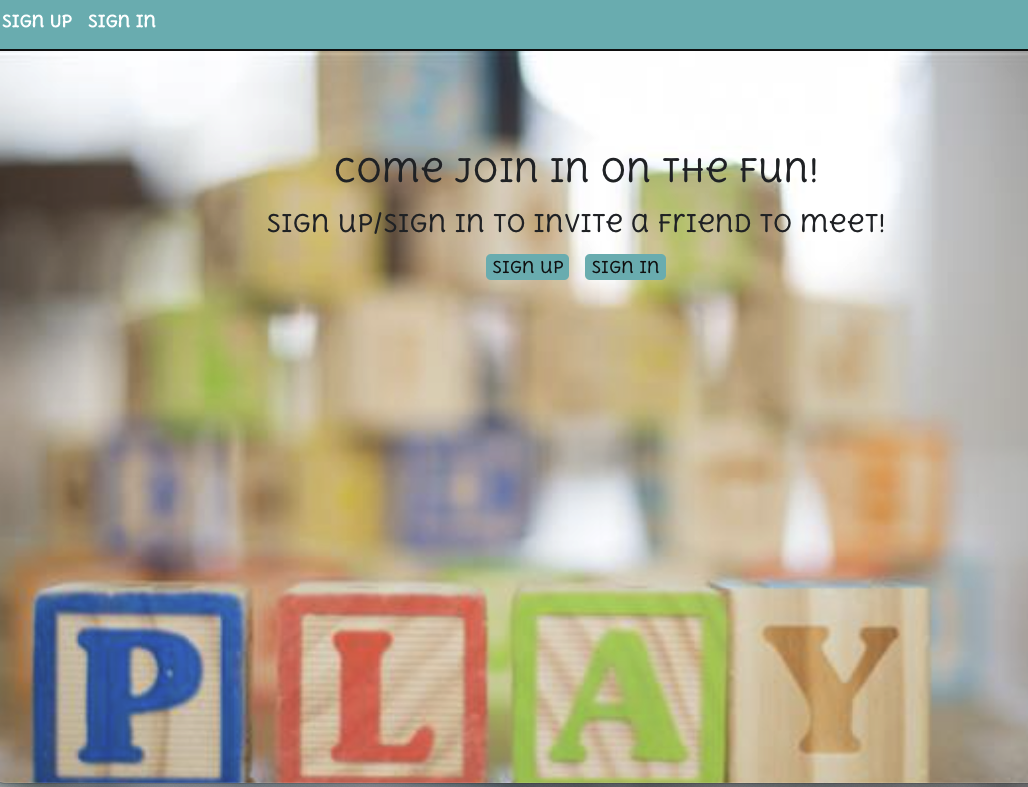 SIGN UP SIGN IN
COME JOIN IN ON THE FUN!
SIGN UP/SIGN IN TO INVITE A FRIEND TO MEET!
SIGN UP SIGN IN
P L A Y